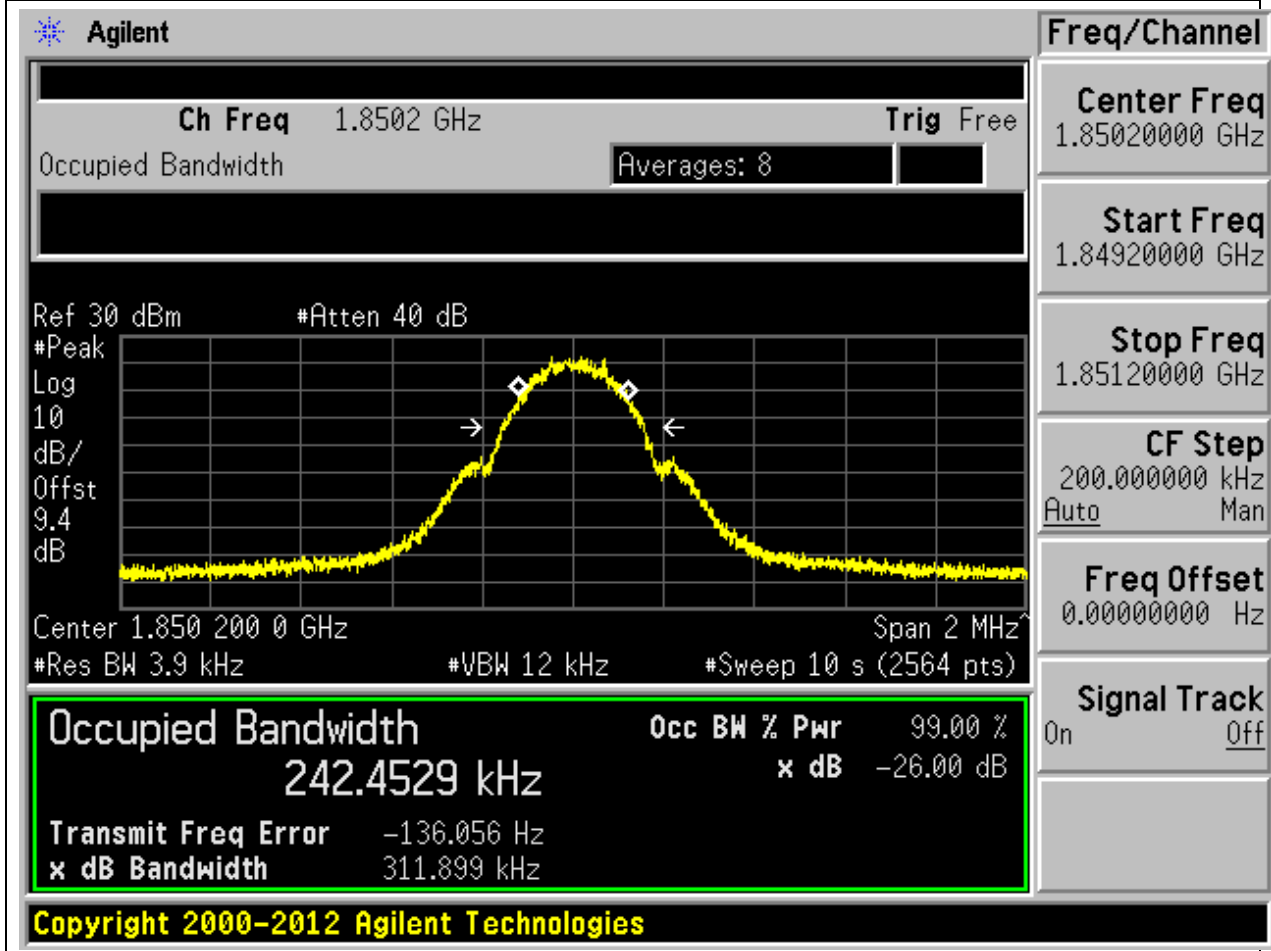 Agilent
Freq/Channel
Ch Freq 1.8502 GHz Trig Free
Occupied Bandwidth Averages: 8
Center Freq
1.85020000 GHz
Start Freq
1.84920000 GHz
Stop Freq
1.85120000 GHz
CF Step
200.000000 kHz
Auto Man
Freq Offset
0.00000000 Hz
Signal Track
On Off
Ref 30 dBm #Atten 40 dB
#Peak
Log
10
dB/
Offst
9.4
dB
Center 1.850 200 0 GHz Span 2 MHz^
#Res BW 3.9 kHz #VBW 12 kHz #Sweep 10 s (2564 pts)
Occupied Bandwidth
242.4529 kHz
Occ BW % Pwr 99.00 %
x dB -26.00 dB
Transmit Freq Error -136.056 Hz
x dB Bandwidth 311.899 kHz
Copyright 2000-2012 Agilent Technologies